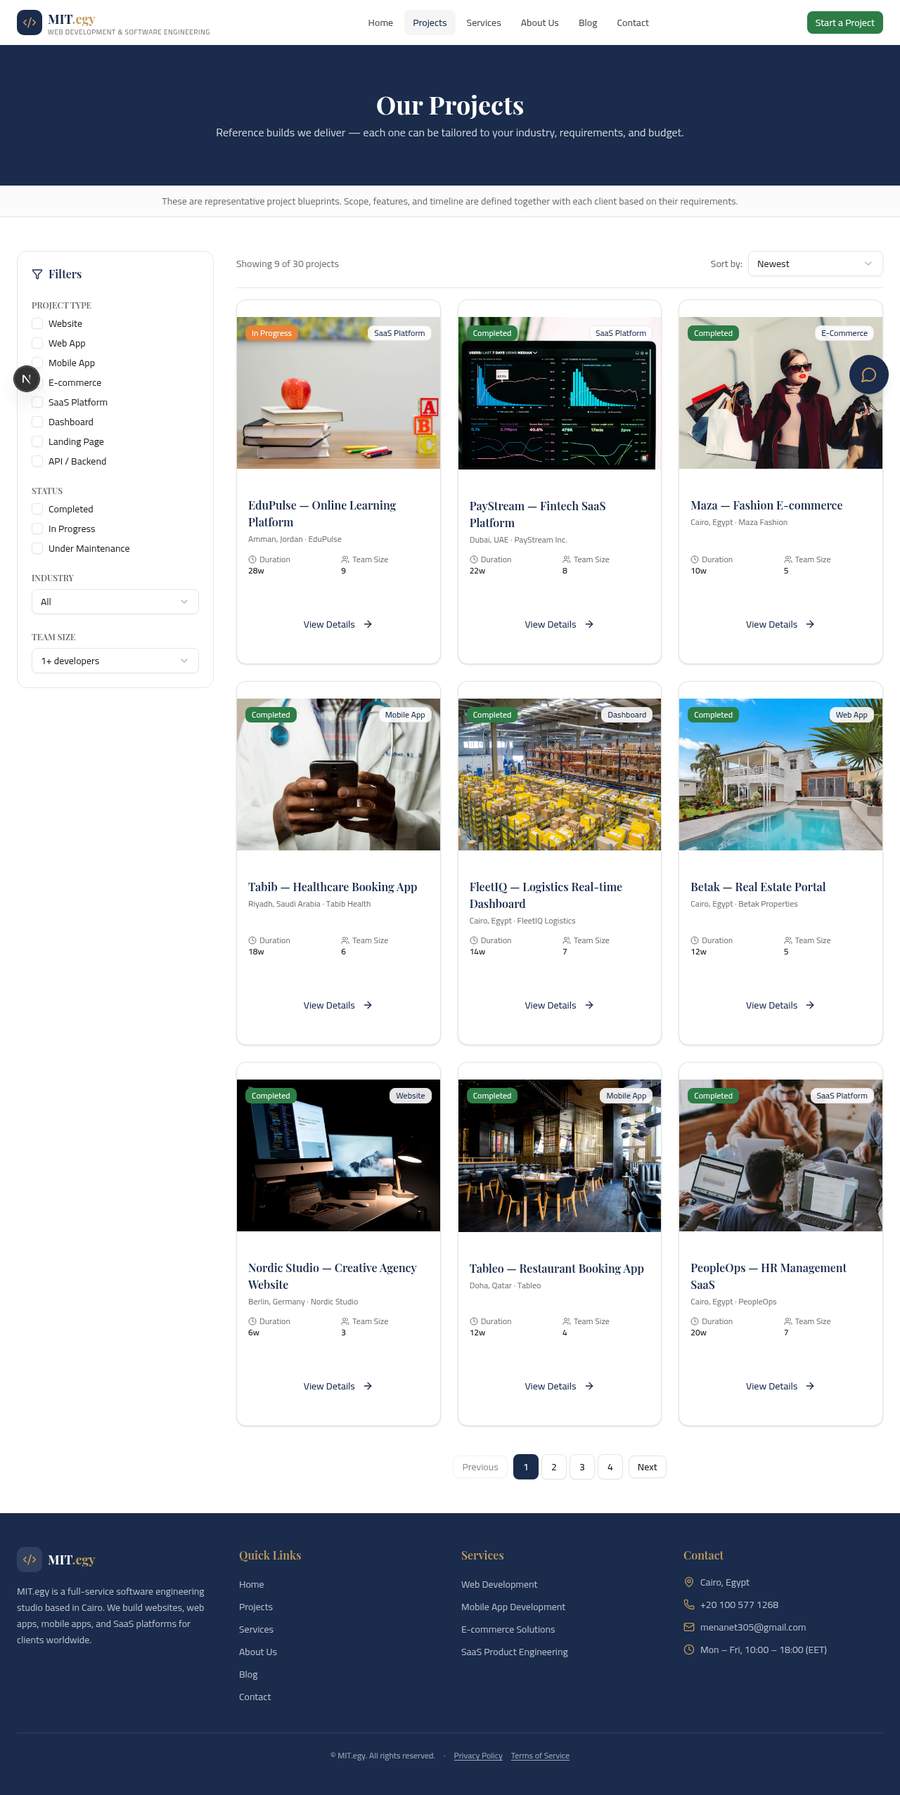 MIT.egy
WEB DEVELOPMENT & SOFTWARE ENGINEERING
Home
Projects
Services
About Us
Blog
Contact
Start a Project
Our Projects
Reference builds we deliver — each one can be tailored to your industry, requirements, and budget.
These are representative project blueprints. Scope, features, and timeline are defined together with each client based on their requirements.
Filters
PROJECT TYPE
Website
Web App
Mobile App
E-commerce
SaaS Platform
Dashboard
Landing Page
API / Backend
STATUS
Completed
In Progress
Under Maintenance
INDUSTRY
All
TEAM SIZE
1+ developers
N
Showing 9 of 30 projects
Sort by:
Newest
In Progress
SaaS Platform
A
B
C
EduPulse — Online Learning
Platform
Amman, Jordan · EduPulse
Duration
28w
Team Size
9
View Details
Completed
SaaS Platform
PayStream — Fintech SaaS
Platform
Dubai, UAE · PayStream Inc.
Duration
22w
Team Size
8
View Details
Completed
E-Commerce
Maza — Fashion E-commerce
Cairo, Egypt · Maza Fashion
Duration
10w
Team Size
5
View Details
Completed
Mobile App
Tabib — Healthcare Booking App
Riyadh, Saudi Arabia · Tabib Health
Duration
18w
Team Size
6
View Details
Completed
Dashboard
FleetIQ — Logistics Real-time
Dashboard
Cairo, Egypt · FleetIQ Logistics
Duration
14w
Team Size
7
View Details
Completed
Web App
Betak — Real Estate Portal
Cairo, Egypt · Betak Properties
Duration
12w
Team Size
5
View Details
Completed
Website
Nordic Studio — Creative Agency
Website
Berlin, Germany · Nordic Studio
Duration
6w
Team Size
3
View Details
Completed
Mobile App
Tableo — Restaurant Booking App
Doha, Qatar · Tableo
Duration
12w
Team Size
4
View Details
Completed
SaaS Platform
PeopleOps — HR Management
SaaS
Cairo, Egypt · PeopleOps
Duration
20w
Team Size
7
View Details
Previous
1
2
3
4
Next
MIT.egy
MIT.egy is a full-service software engineering
studio based in Cairo. We build websites, web
apps, mobile apps, and SaaS platforms for
clients worldwide.
Quick Links
Home
Projects
Services
About Us
Blog
Contact
Services
Web Development
Mobile App Development
E-commerce Solutions
SaaS Product Engineering
Contact
Cairo, Egypt
+20 100 577 1268
menanet305@gmail.com
Mon – Fri, 10:00 – 18:00 (EET)
© MIT.egy. All rights reserved. · Privacy Policy Terms of Service